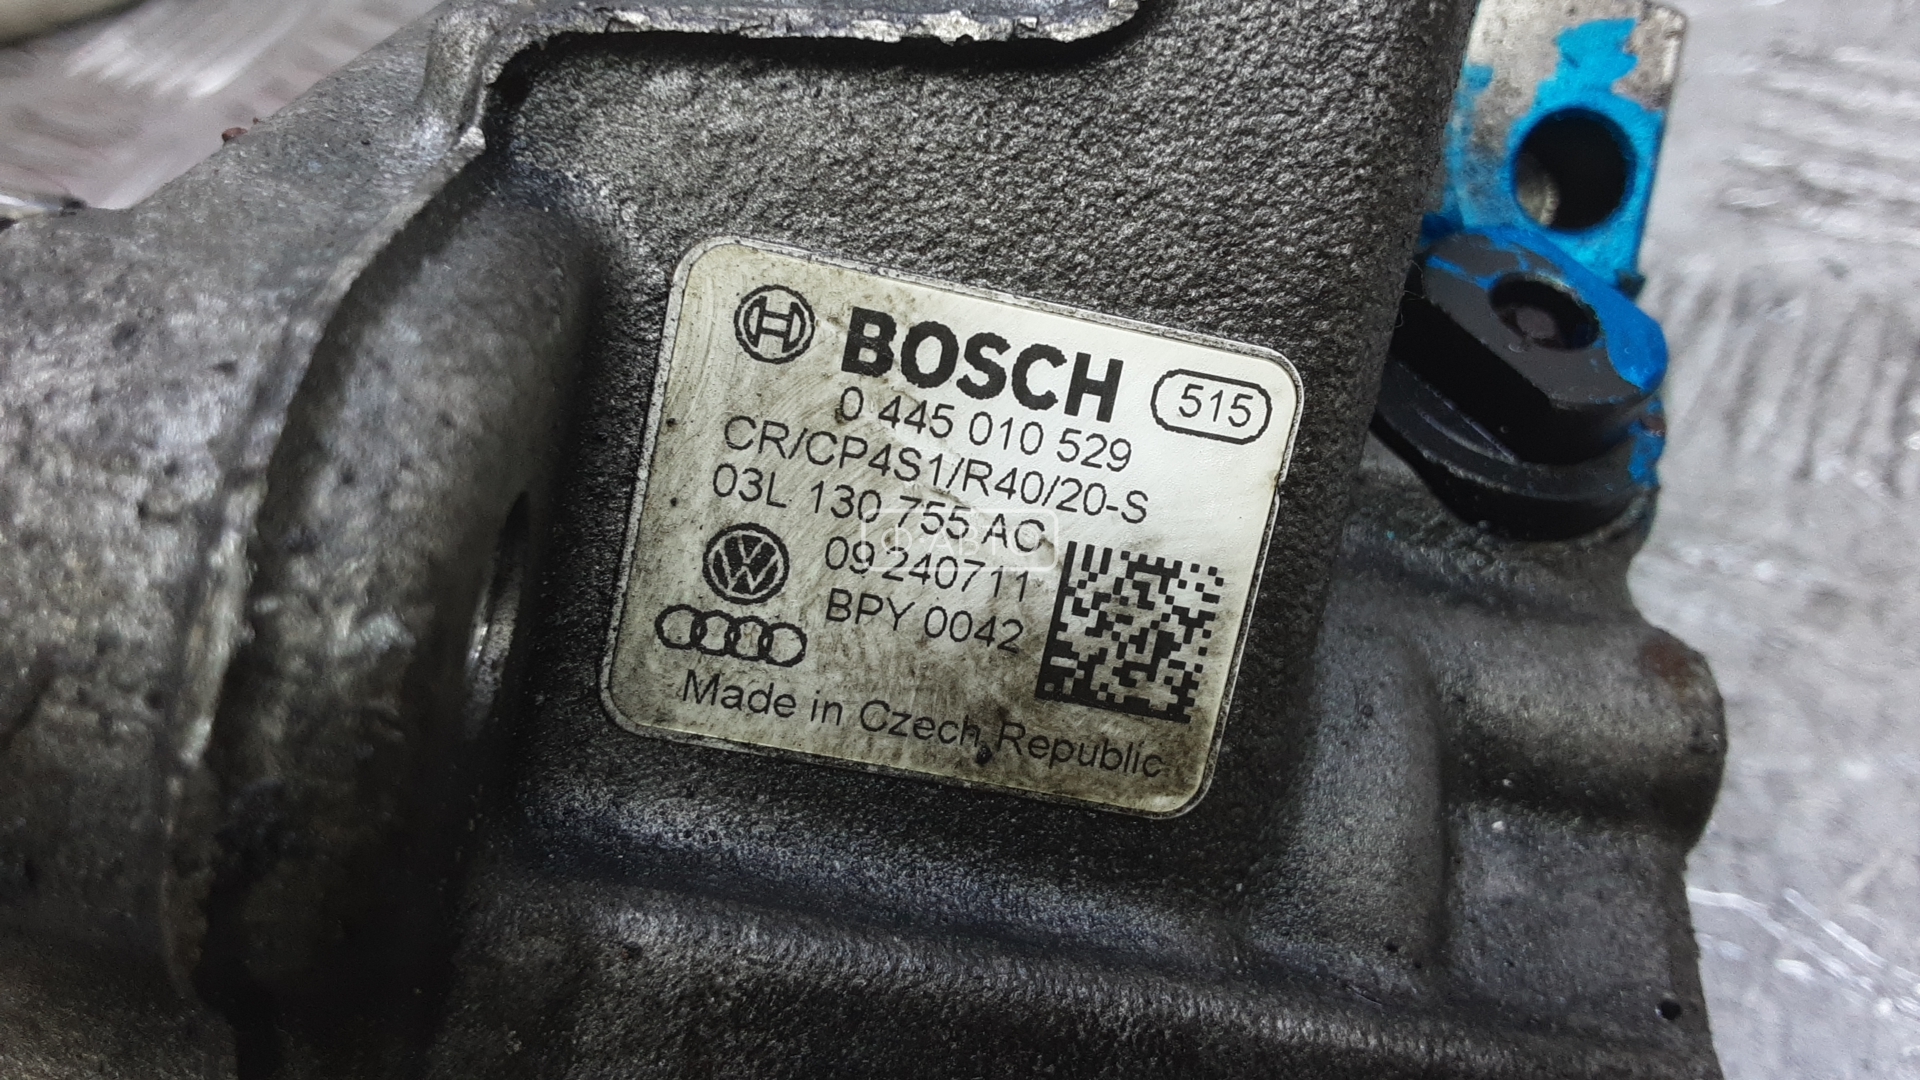 BOSCH 515
0 445 010 529
CR/CP4S1/R40/20-S
03L 130 755 AC
09 240711
BPY 0042
Made in Czech Republic